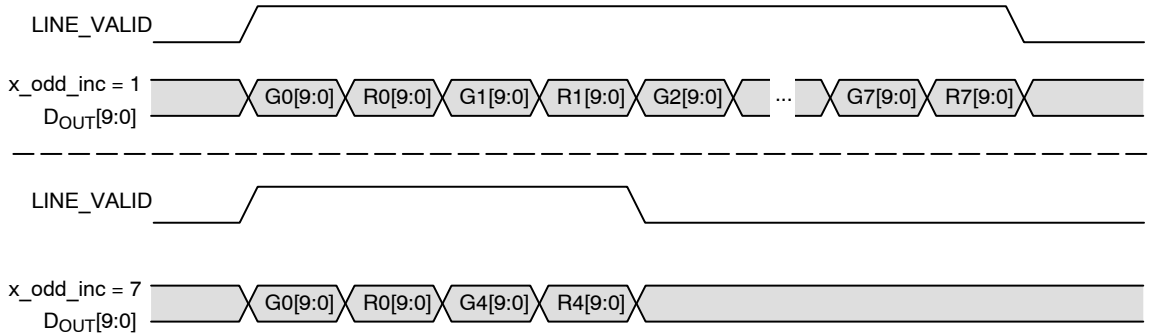 LINE_VALID
x_odd_inc = 1
D_OUT[9:0]
G0[9:0] R0[9:0] G1[9:0] R1[9:0] G2[9:0] ... G7[9:0] R7[9:0]
LINE_VALID
x_odd_inc = 7
D_OUT[9:0]
G0[9:0] R0[9:0] G4[9:0] R4[9:0]